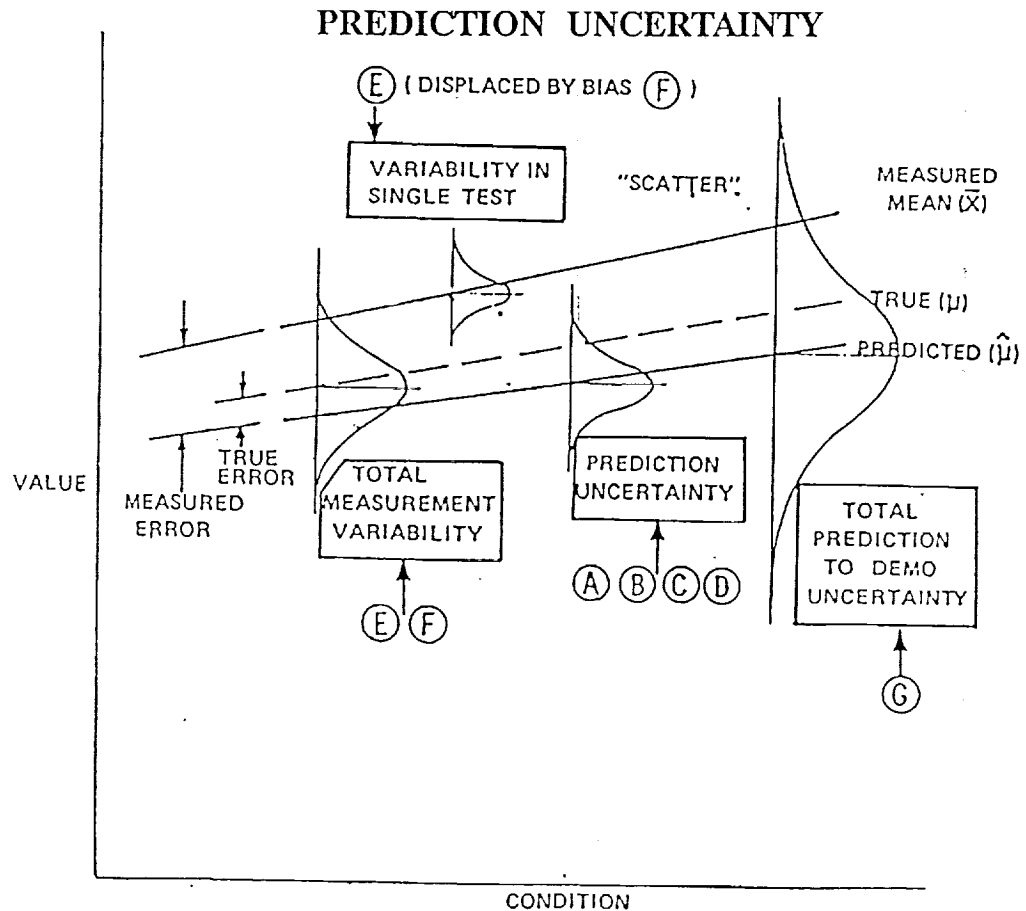 PREDICTION UNCERTAINTY
E ( DISPLACED BY BIAS F )
VARIABILITY IN
SINGLE TEST
"SCATTER"
MEASURED
MEAN (X̄)
TRUE (μ)
PREDICTED (μ̂)
TRUE
ERROR
MEASURED
ERROR
VALUE
TOTAL
MEASUREMENT
VARIABILITY
E F
PREDICTION
UNCERTAINTY
A B C D
TOTAL
PREDICTION
TO DEMO
UNCERTAINTY
G
CONDITION